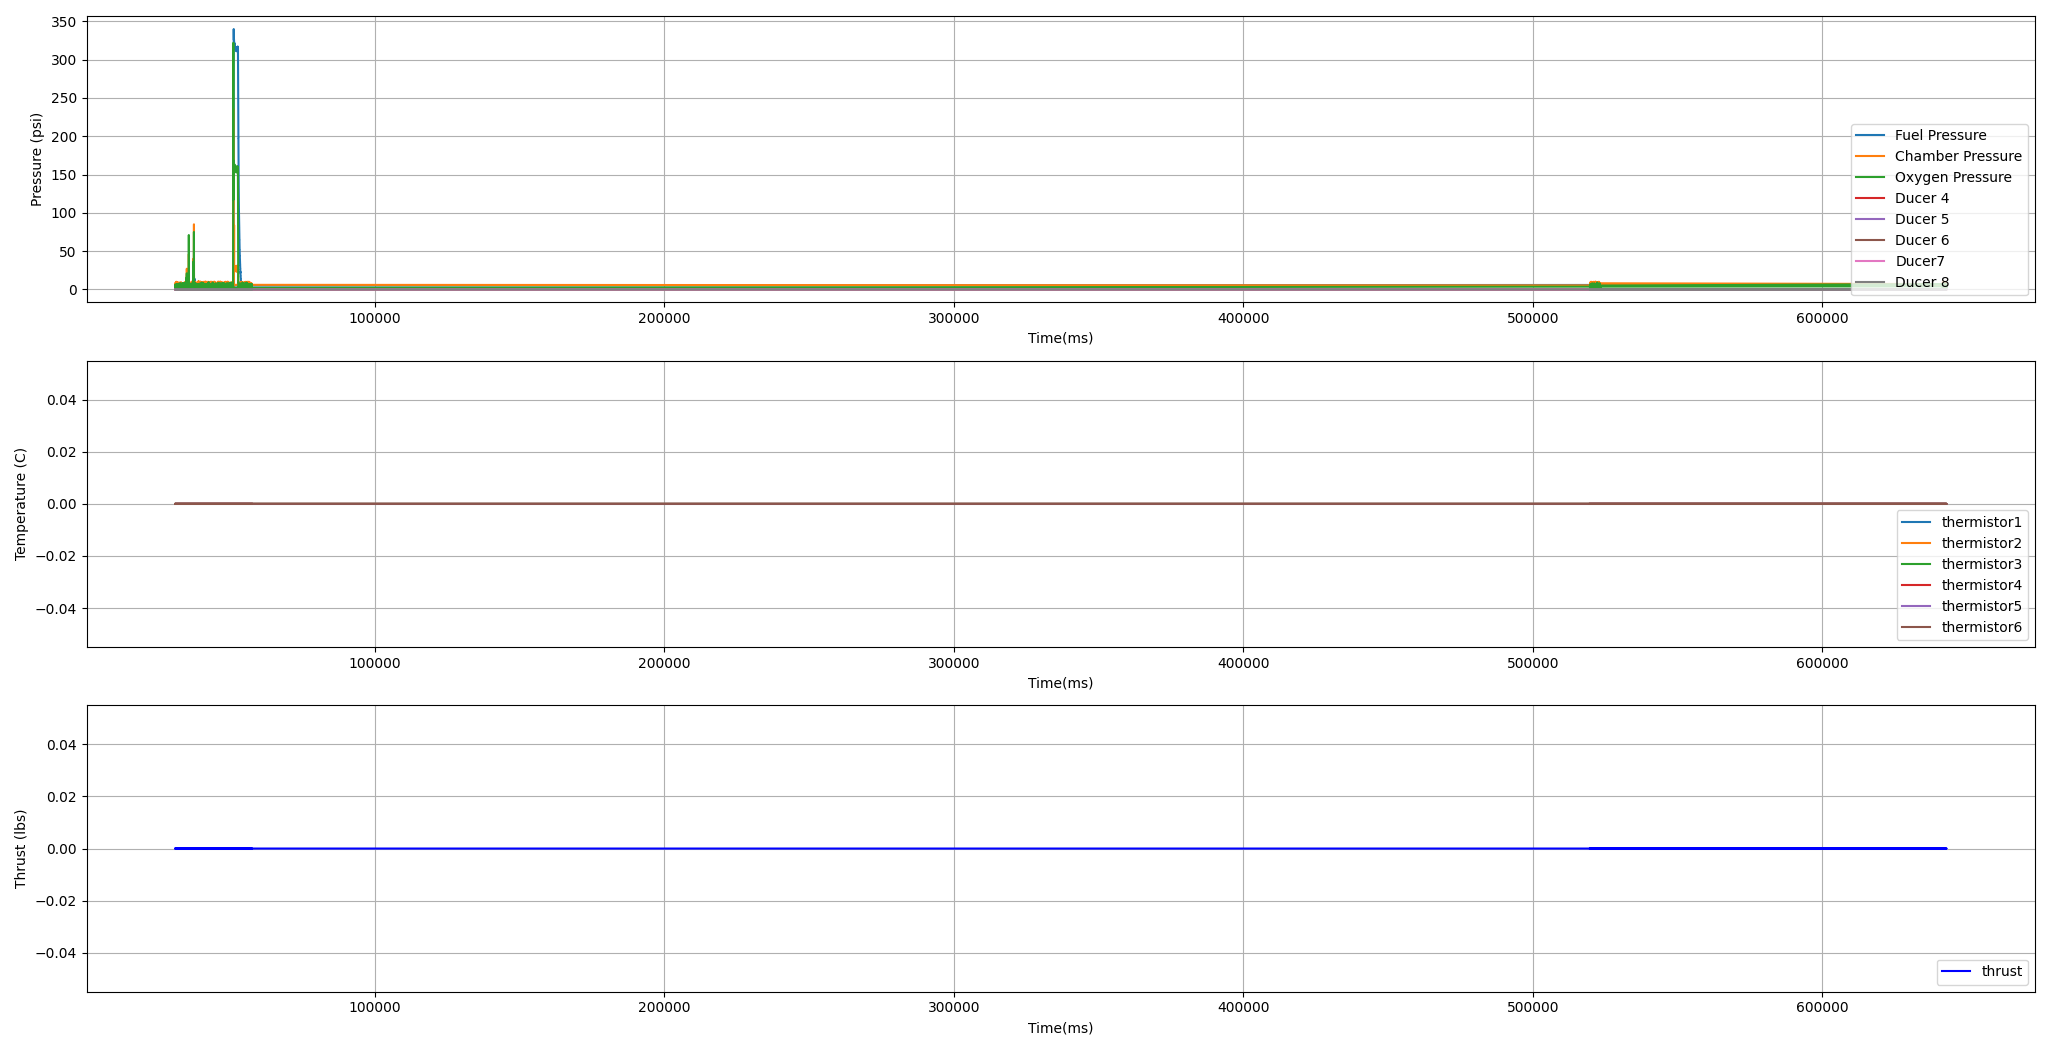 350
300
250
200
150
100
50
0
Pressure (psi)
Fuel Pressure
Chamber Pressure
Oxygen Pressure
Ducer 4
Ducer 5
Ducer 6
Ducer7
Ducer 8
100000 200000 300000 400000 500000 600000
Time(ms)
0.04
0.02
0.00
−0.02
−0.04
Temperature (C)
thermistor1
thermistor2
thermistor3
thermistor4
thermistor5
thermistor6
100000 200000 300000 400000 500000 600000
Time(ms)
0.04
0.02
0.00
−0.02
−0.04
Thrust (lbs)
thrust
100000 200000 300000 400000 500000 600000
Time(ms)